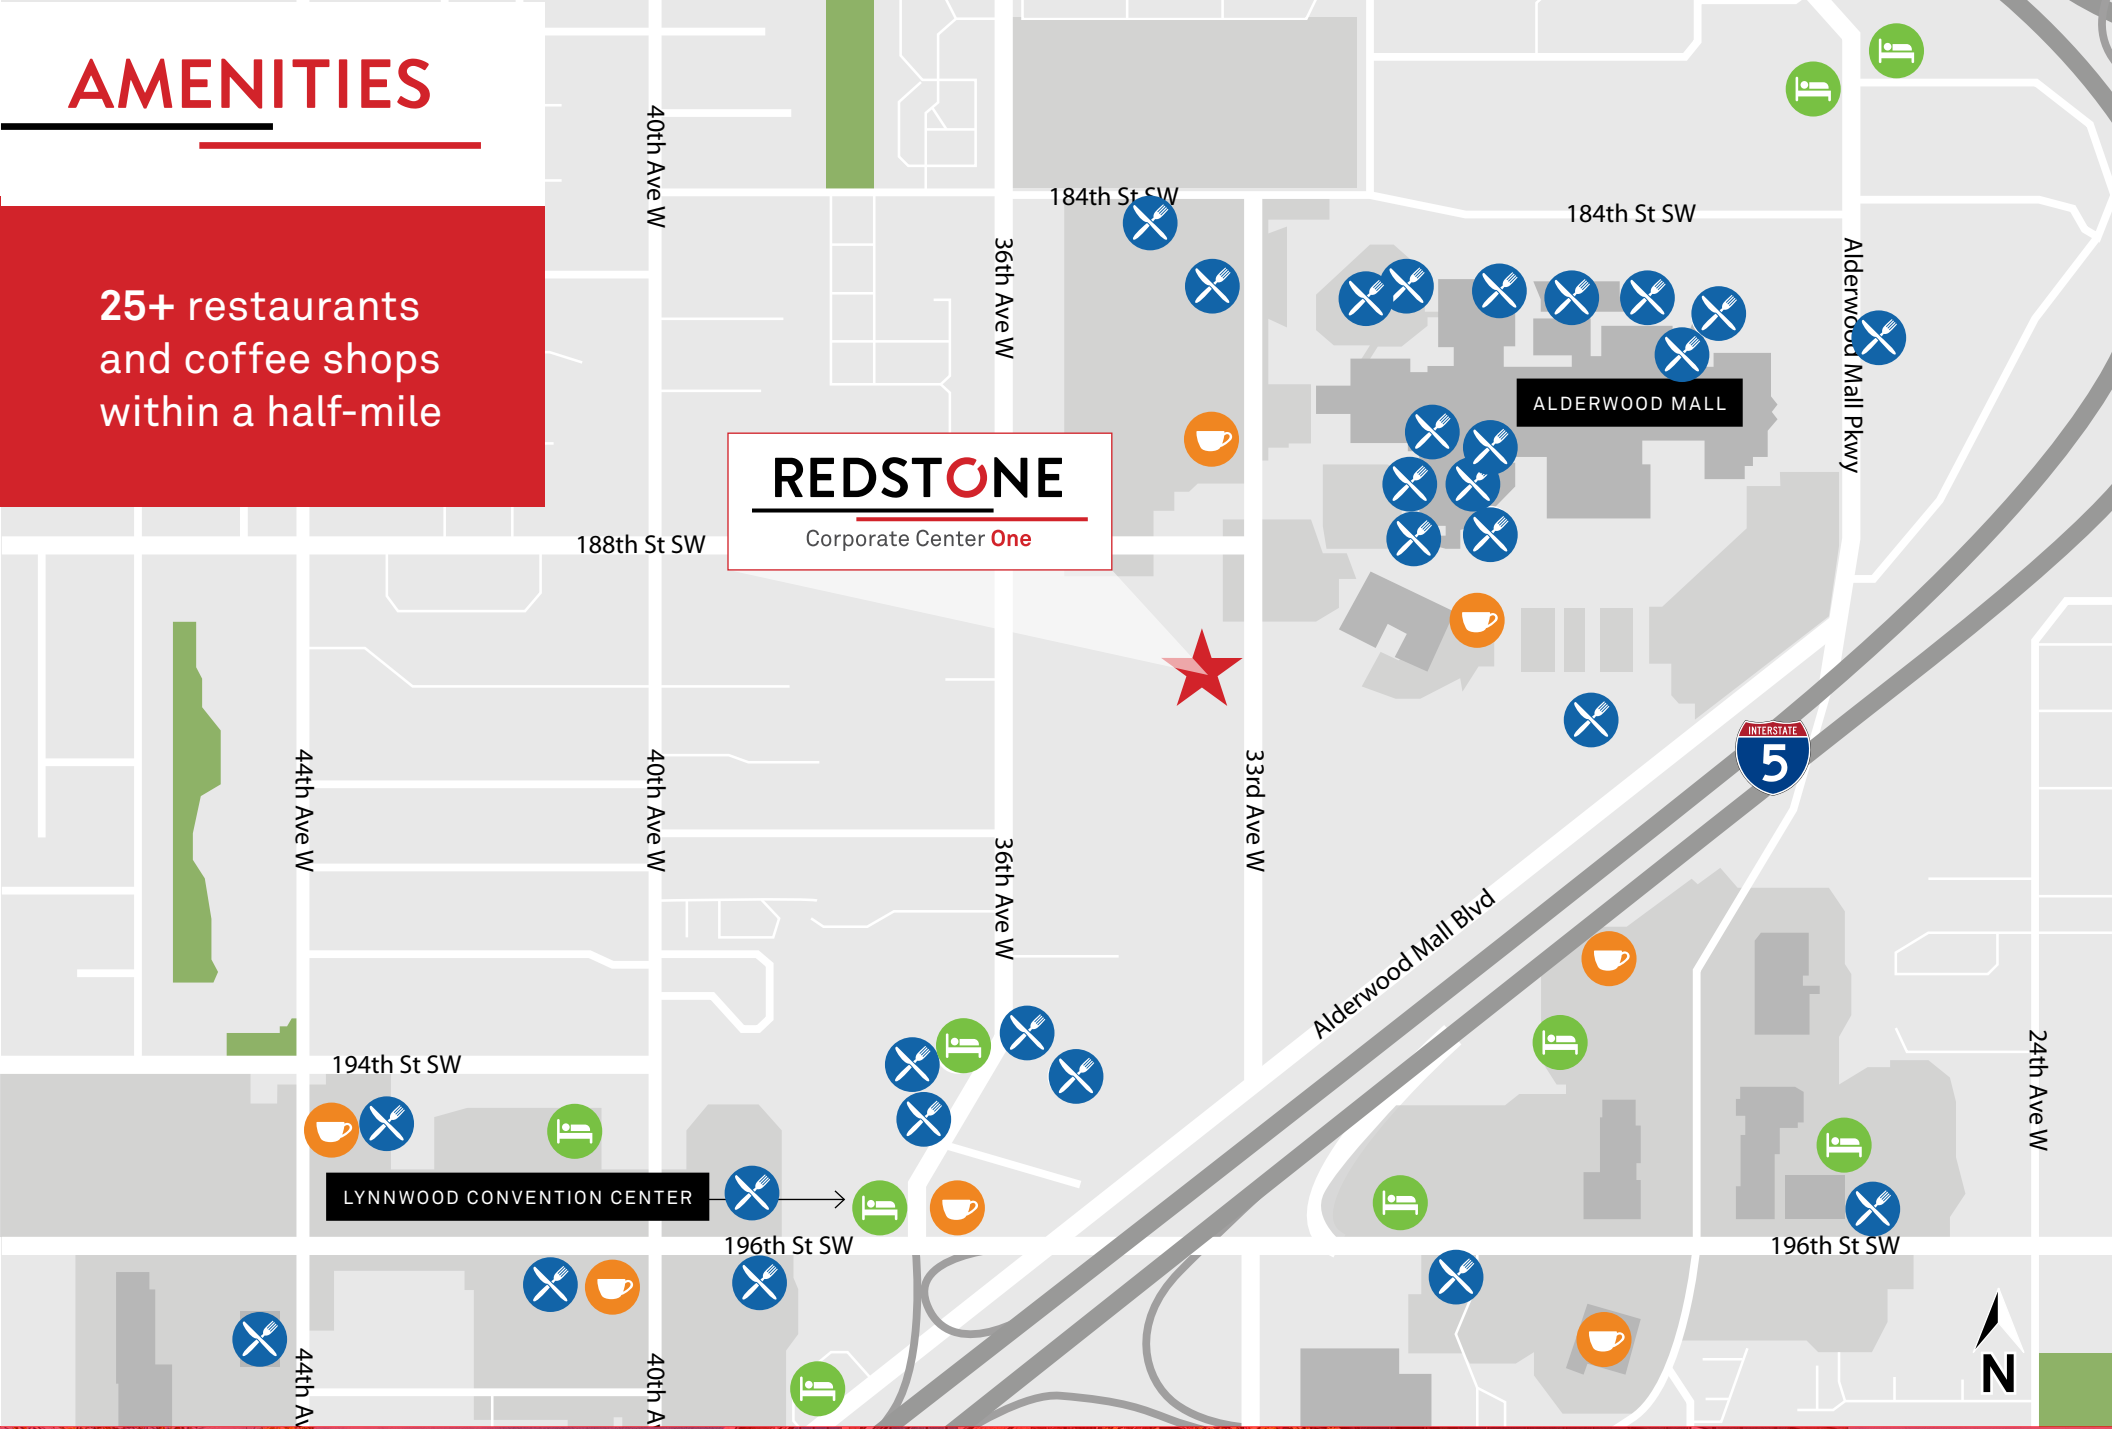 AMENITIES
25+ restaurants
and coffee shops
within a half-mile
40th Ave W
184th St SW
184th St SW
36th Ave W
Alderwood Mall Pkwy
ALDERWOOD MALL
REDSTONE
Corporate Center One
188th St SW
INTERSTATE
5
44th Ave W
40th Ave W
33rd Ave W
36th Ave W
Alderwood Mall Blvd
194th St SW
24th Ave W
LYNNWOOD CONVENTION CENTER
196th St SW
196th St SW
44th Av
40th A
N